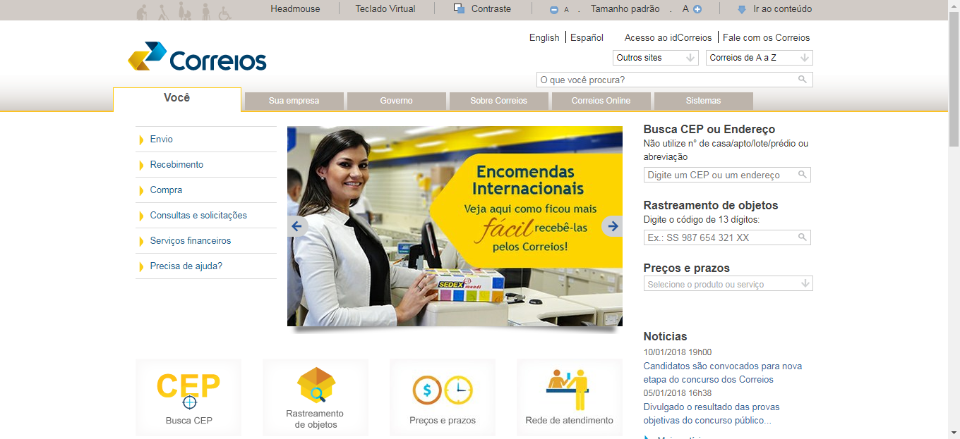 Headmouse
Teclado Virtual
Contraste
A . Tamanho padrão . A
Ir ao conteúdo
English | Español
Acesso ao idCorreios | Fale com os Correios
Correios
Outros sites
Correios de A a Z
O que você procura?
Você
Sua empresa
Governo
Sobre Correios
Correios Online
Sistemas
Envio
Recebimento
Compra
Consultas e solicitações
Serviços financeiros
Precisa de ajuda?
Encomendas
Internacionais
Veja aqui como ficou mais
fácil recebê-las
pelos Correios!
SEDEX
Busca CEP ou Endereço
Não utilize nº de casa/apto/lote/prédio ou
abreviação
Digite um CEP ou um endereço
Rastreamento de objetos
Digite o código de 13 dígitos:
Ex.: SS 987 654 321 XX
Preços e prazos
Selecione o produto ou serviço
Notícias
10/01/2018 19h00
Candidatos são convocados para nova
etapa do concurso dos Correios
05/01/2018 16h38
Divulgado o resultado das provas
objetivas do concurso público...
CEP
Busca CEP
Rastreamento
de objetos
$
Preços e prazos
Rede de atendimento